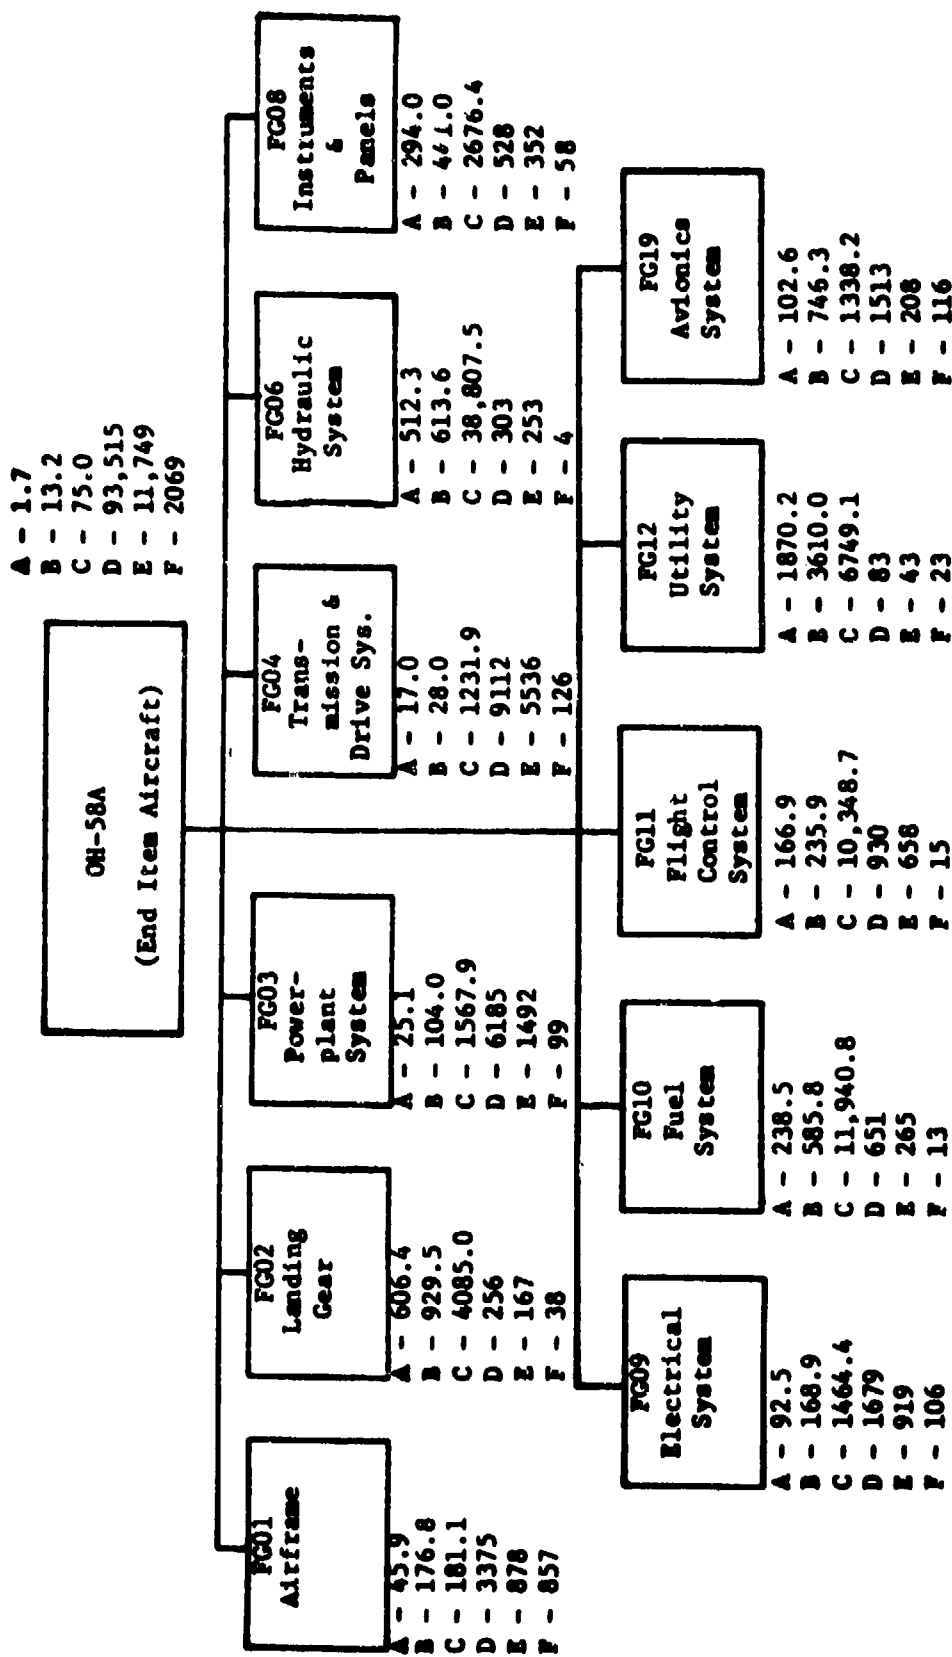 OH-58A
(End Item Aircraft)
A - 1.7
B - 13.2
C - 75.0
D - 93,515
E - 11,749
F - 2069
FG01
Airframe
A - 45.9
B - 176.8
C - 181.1
D - 3375
E - 878
F - 857
FG02
Landing
Gear
A - 606.4
B - 929.5
C - 4085.0
D - 256
E - 167
F - 38
FG03
Power-
plant
System
A - 25.1
B - 104.0
C - 1567.9
D - 6185
E - 1492
F - 99
FG04
Trans-
mission &
Drive Sys.
A - 17.0
B - 28.0
C - 1231.9
D - 9112
E - 5536
F - 126
FG06
Hydraulic
System
A - 512.3
B - 613.6
C - 38,807.5
D - 303
E - 253
F - 4
FG08
Instruments
&
Panels
A - 294.0
B - 441.0
C - 2676.4
D - 528
E - 352
F - 58
FG09
Electrical
System
A - 92.5
B - 168.9
C - 1464.4
D - 1679
E - 919
F - 106
FG10
Fuel
System
A - 238.5
B - 585.8
C - 11,940.8
D - 651
E - 265
F - 13
FG11
Flight
Control
System
A - 166.9
B - 235.9
C - 10,348.7
D - 930
E - 658
F - 15
FG12
Utility
System
A - 1870.2
B - 3610.0
C - 6749.1
D - 83
E - 43
F - 23
FG19
Avionics
System
A - 102.6
B - 746.3
C - 1338.2
D - 1513
E - 208
F - 116